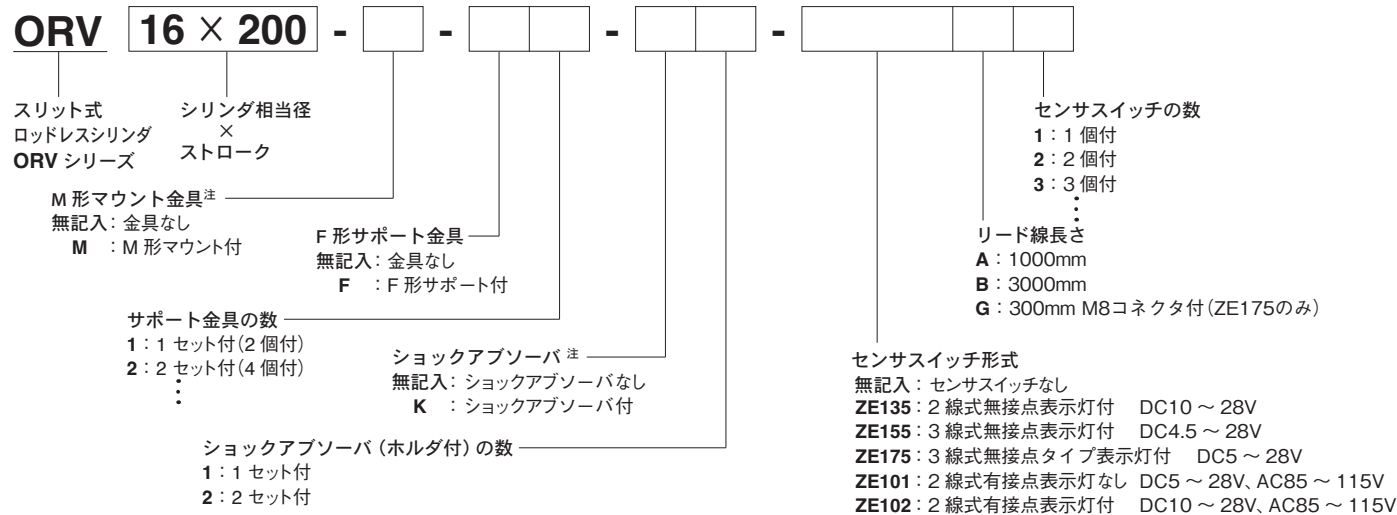 ORV 16 × 200 - - - -
スリット式
ロッドレスシリンダ
ORV シリーズ
シリンダ相当径
×
ストローク
M 形マウント金具注
無記入：金具なし
M ：M 形マウント付
F 形サポート金具
無記入：金具なし
F ：F 形サポート付
サポート金具の数
1：1 セット付(2 個付)
2：2 セット付(4 個付)
⋮
ショックアブソーバ 注
無記入：ショックアブソーバなし
K ：ショックアブソーバ付
ショックアブソーバ（ホルダ付）の数
1：1 セット付
2：2 セット付
センサスイッチ形式
無記入：センサスイッチなし
ZE135：2 線式無接点表示灯付 DC10 ～ 28V
ZE155：3 線式無接点表示灯付 DC4.5 ～ 28V
ZE175：3 線式無接点タイプ表示灯付 DC5 ～ 28V
ZE101：2 線式有接点表示灯なし DC5 ～ 28V、AC85 ～ 115V
ZE102：2 線式有接点表示灯付 DC10 ～ 28V、AC85 ～ 115V
リード線長さ
A：1000mm
B：3000mm
G：300mm M8コネクタ付(ZE175のみ)
センサスイッチの数
1：1 個付
2：2 個付
3：3 個付
⋮